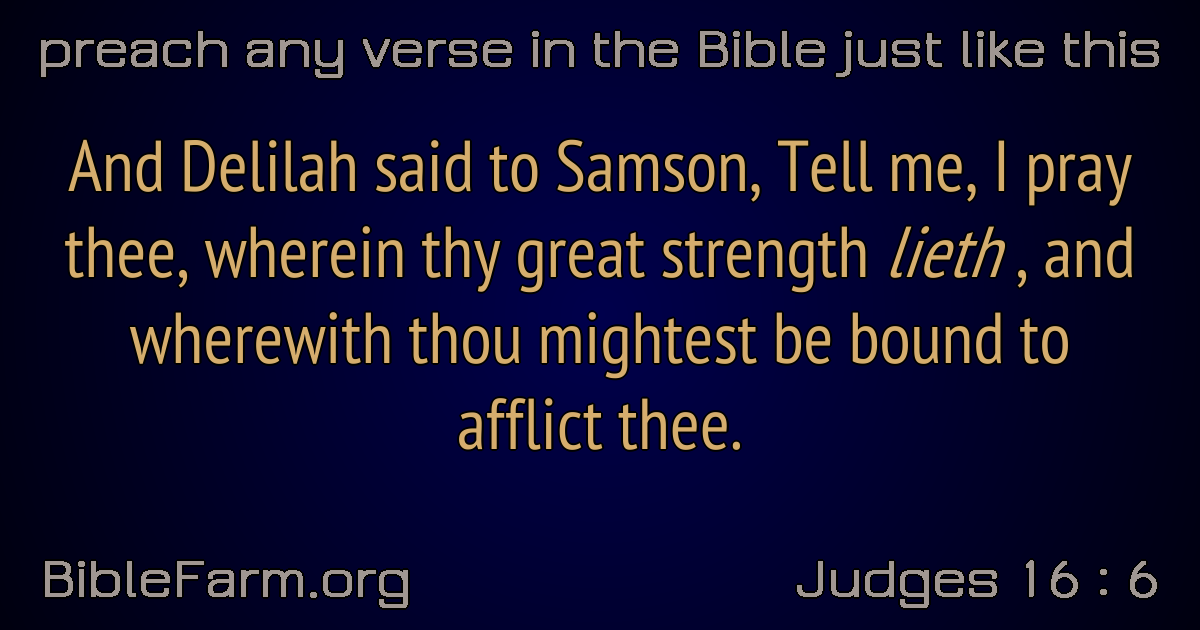 preach any verse in the Bible just like this
And Delilah said to Samson, Tell me, I pray
thee, wherein thy great strength lieth , and
wherewith thou mightest be bound to
afflict thee.
BibleFarm.org
Judges 16 : 6